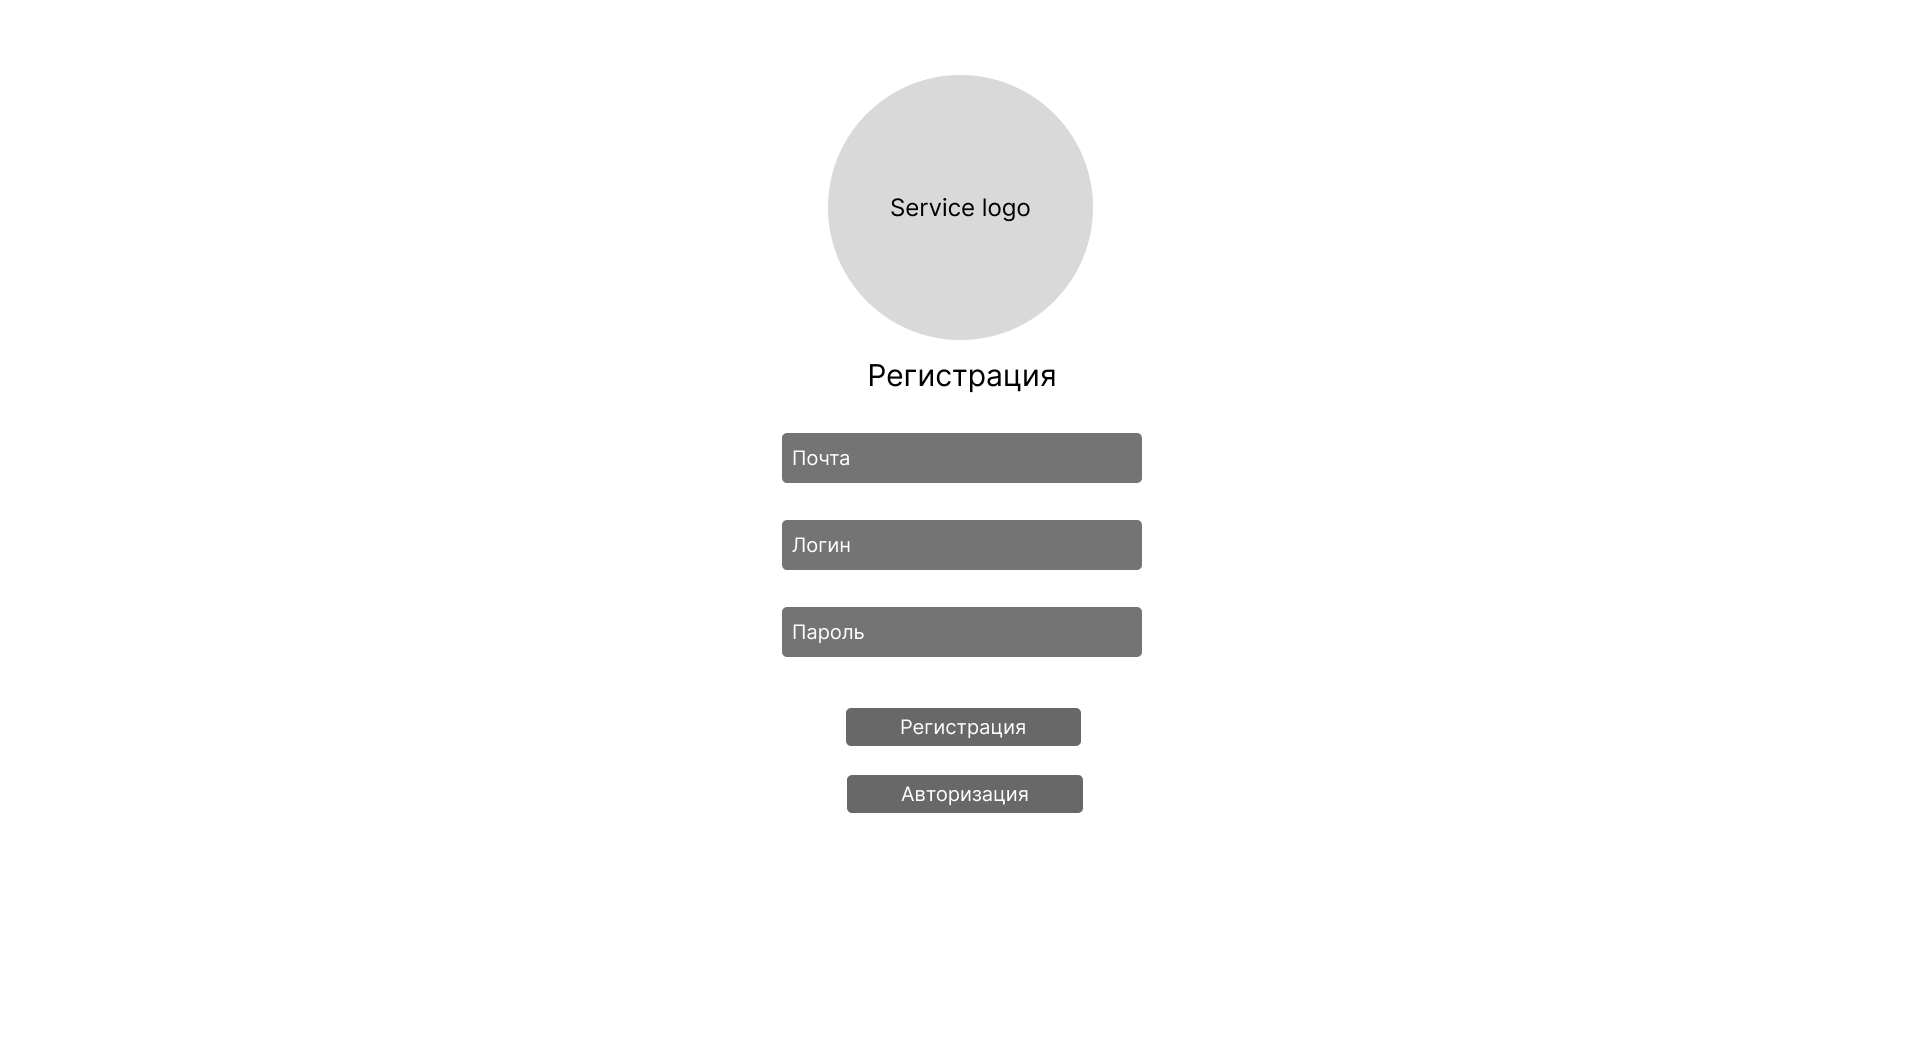 Service logo
Регистрация
Почта
Логин
Пароль
Регистрация
Авторизация